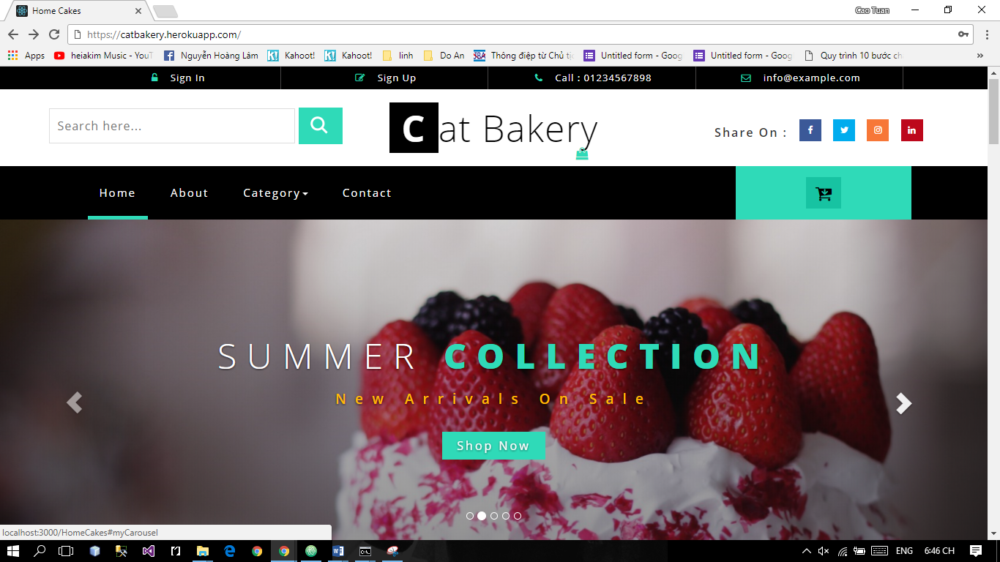 Home Cakes
Cao Tuan
https://catbakery.herokuapp.com/
Apps heiakim Music - YouT Nguyễn Hoàng Lâm Kahoot! Kahoot! linh Do An Thông điệp từ Chủ tịc Untitled form - Goog Untitled form - Goog Quy trình 10 bước ch »
Sign In Sign Up Call : 01234567898 info@example.com
Search here... Cat Bakery Share On :
Home About Category Contact
SUMMER COLLECTION
New Arrivals On Sale
Shop Now
localhost:3000/HomeCakes#myCarousel
ENG 6:46 CH